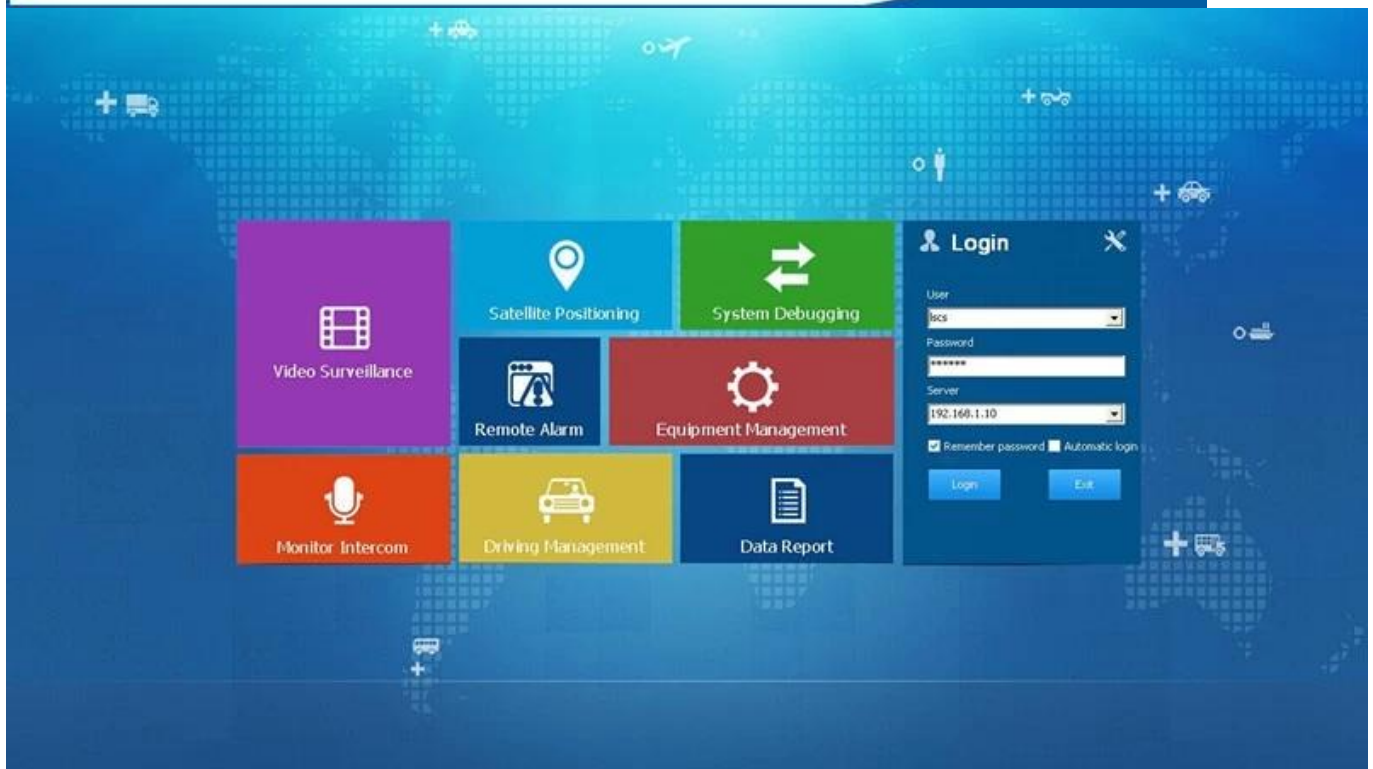 Login
User
lscs
Password
******
Server
192.168.1.10
Remember password Automatic login
Login Exit
Satellite Positioning
System Debugging
Video Surveillance
Remote Alarm
Equipment Management
Monitor Intercom
Driving Management
Data Report